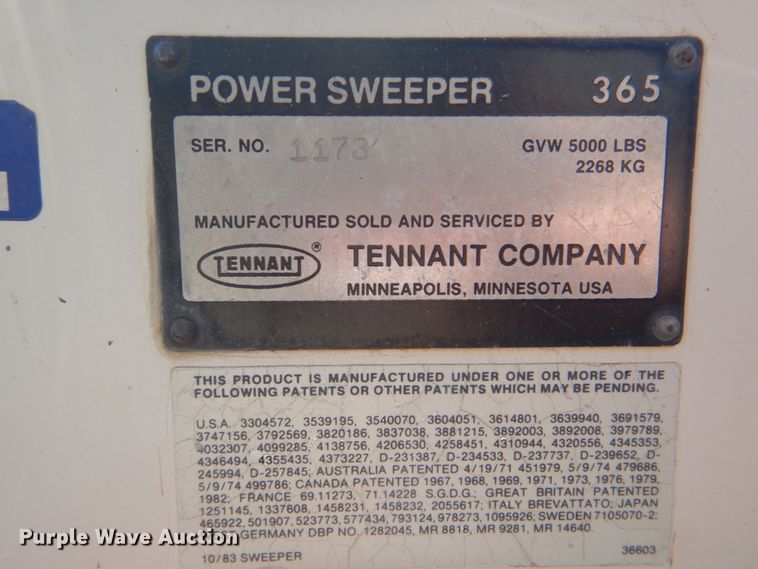 POWER SWEEPER 365
SER. NO. 1173 GVW 5000 LBS
2268 KG
MANUFACTURED SOLD AND SERVICED BY
TENNANT ® TENNANT COMPANY
MINNEAPOLIS, MINNESOTA USA
THIS PRODUCT IS MANUFACTURED UNDER ONE OR MORE OF THE
FOLLOWING PATENTS OR OTHER PATENTS WHICH MAY BE PENDING.
U.S.A. 3304572, 3539195, 3540070, 3604051, 3614801, 3639940, 3691579,
3747156, 3792569, 3820186, 3837038, 3881215, 3892003, 3892008, 3979789,
4032307, 4099285, 4138756, 4206530, 4258451, 4310944, 4320556, 4345353,
4346494, 4355435, 4373227, D-231387, D-234533, D-237737, D-239652, D-
245994, D-257845; AUSTRALIA PATENTED 4/19/71 451979, 5/9/74 479686,
5/9/74 499786; CANADA PATENTED 1967, 1968, 1969, 1971, 1973, 1976, 1979,
1982; FRANCE 69.11273, 71.14228 S.G.D.G.; GREAT BRITAIN PATENTED
1251145, 1337608, 1458231, 1458232, 2055617; ITALY BREVATTATO; JAPAN
465922, 501907, 523773, 577434, 793124, 978273, 1095926; SWEDEN 7105070-2;
GERMANY DBP NO. 1282045, MR 8818, MR 9281, MR 14640.
10/83 SWEEPER 36603
Purple Wave Auction